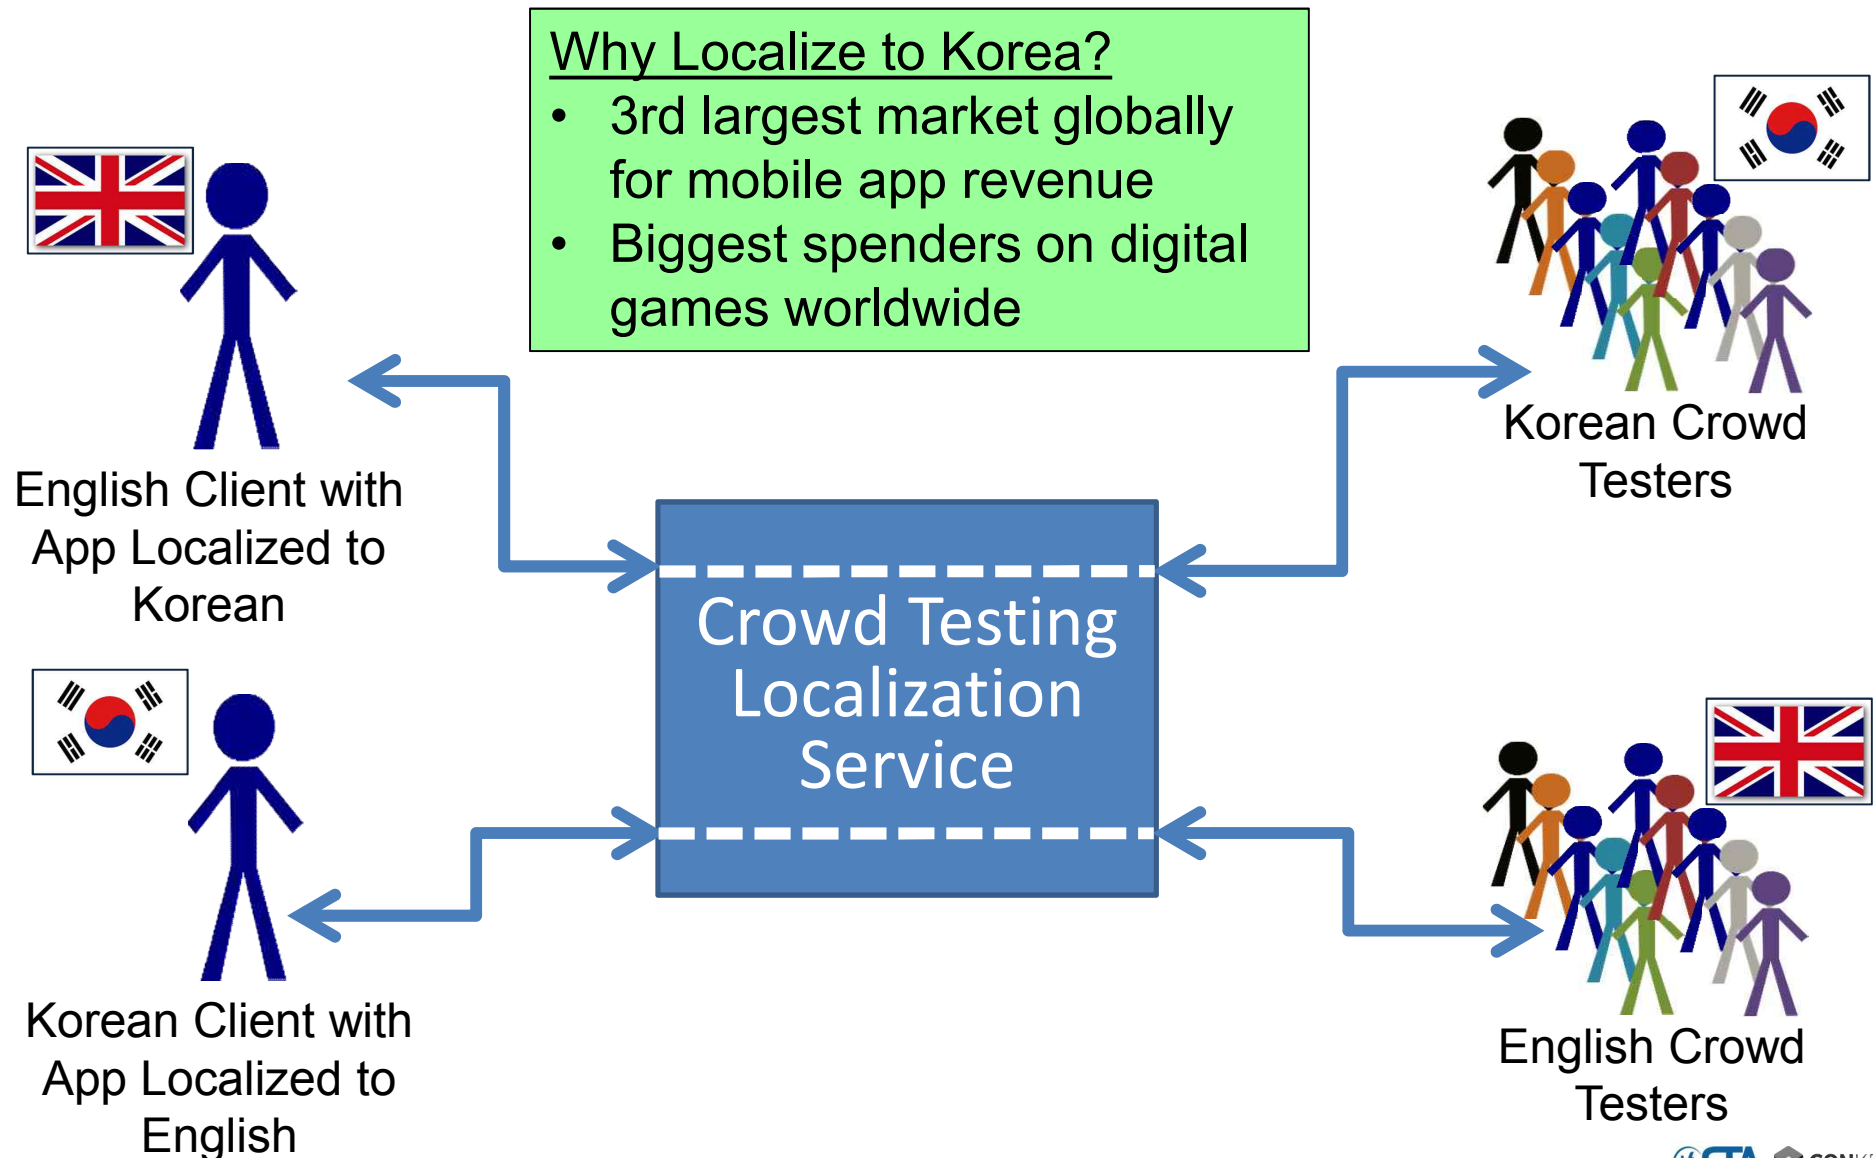 Why Localize to Korea?
• 3rd largest market globally
for mobile app revenue
• Biggest spenders on digital
games worldwide
English Client with
App Localized to
Korean
Korean Crowd
Testers
Crowd Testing
Localization
Service
Korean Client with
App Localized to
English
English Crowd
Testers